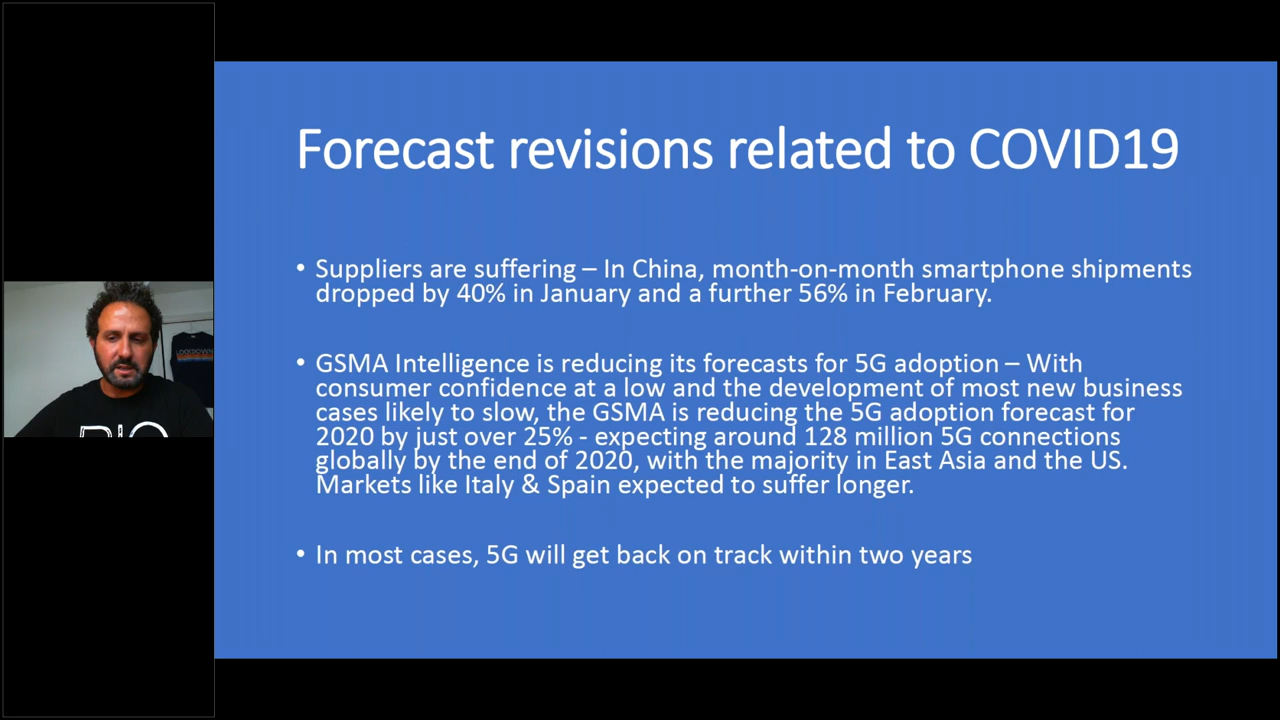 Forecast revisions related to COVID19
• Suppliers are suffering – In China, month-on-month smartphone shipments
dropped by 40% in January and a further 56% in February.
• GSMA Intelligence is reducing its forecasts for 5G adoption – With
consumer confidence at a low and the development of most new business
cases likely to slow, the GSMA is reducing the 5G adoption forecast for
2020 by just over 25% - expecting around 128 million 5G connections
globally by the end of 2020, with the majority in East Asia and the US.
Markets like Italy & Spain expected to suffer longer.
• In most cases, 5G will get back on track within two years
LOCKDOWN